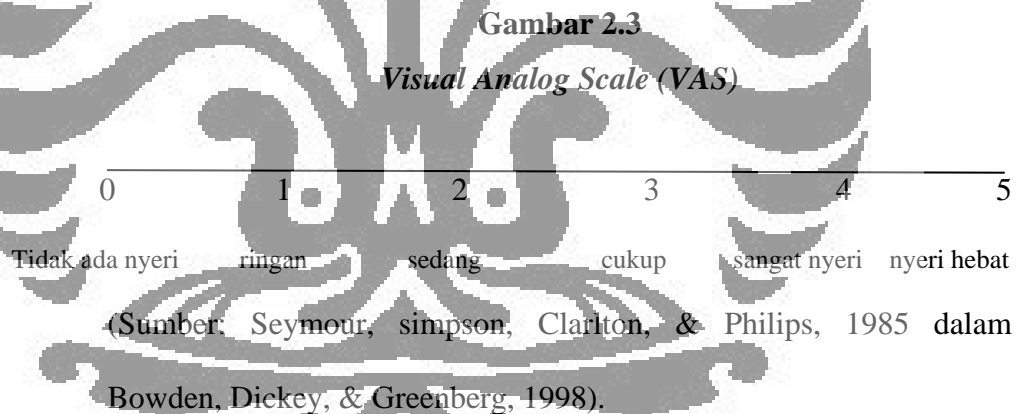 Gambar 2.3
Visual Analog Scale (VAS)
0 1 2 3 4 5
Tidak ada nyeri ringan sedang cukup sangat nyeri nyeri hebat
(Sumber: Seymour, simpson, Clarlton, & Philips, 1985 dalam
Bowden, Dickey, & Greenberg, 1998).